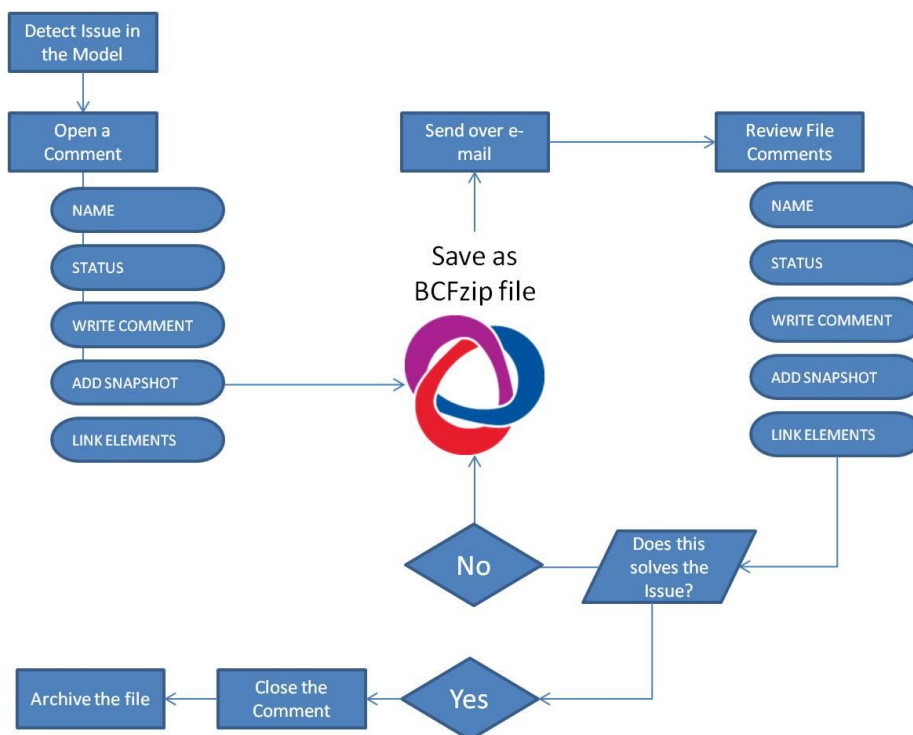 Detect Issue in
the Model
Open a
Comment
NAME
STATUS
WRITE COMMENT
ADD SNAPSHOT
LINK ELEMENTS
Send over e-
mail
Save as
BCFzip file
Review File
Comments
NAME
STATUS
WRITE COMMENT
ADD SNAPSHOT
LINK ELEMENTS
Does this
solves the
Issue?
No
Yes
Close the
Comment
Archive the file